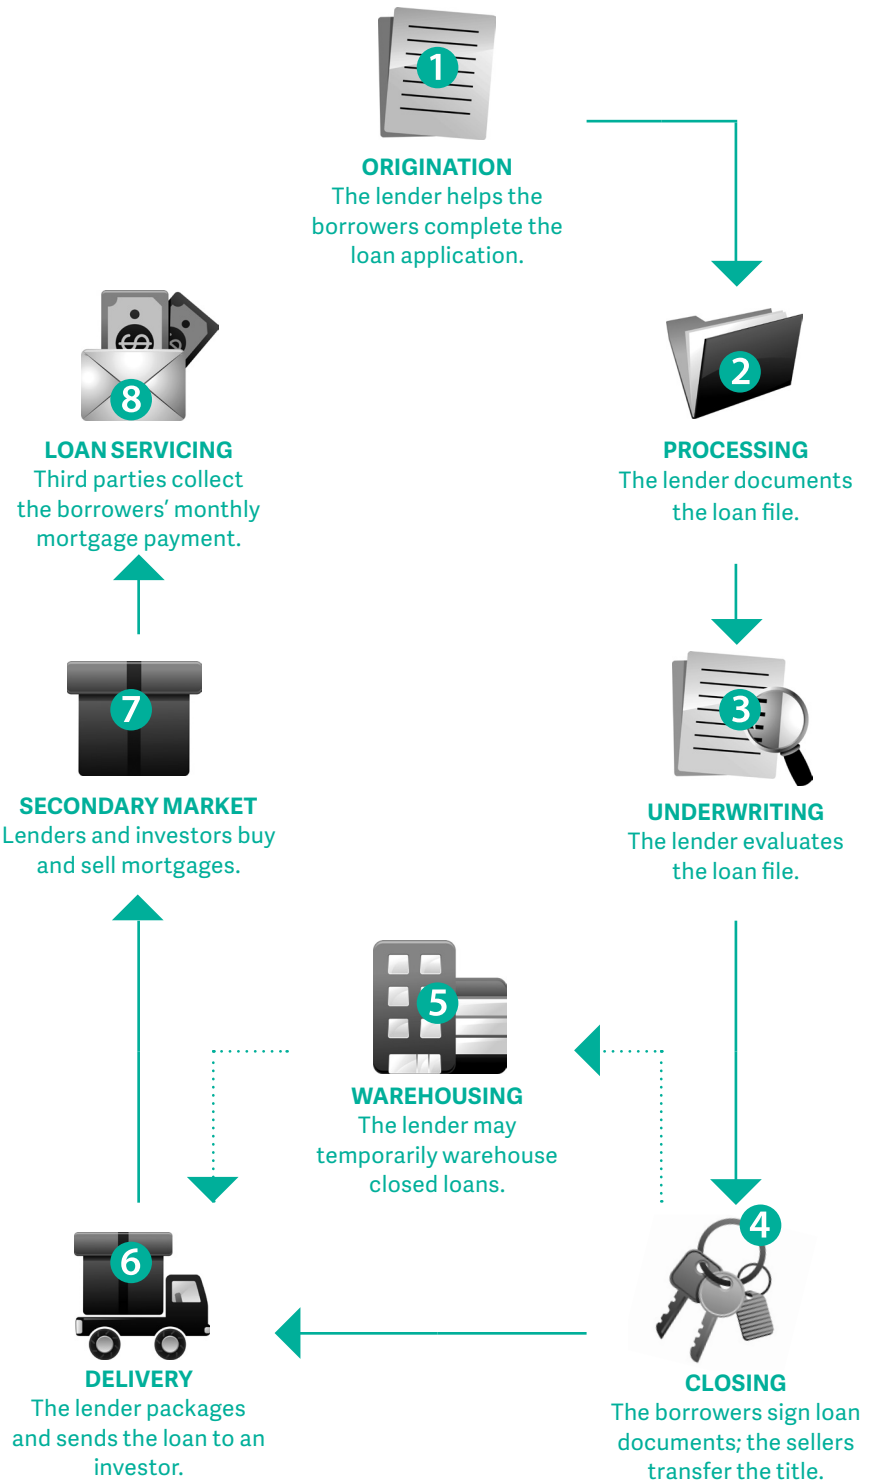 1
ORIGINATION
The lender helps the
borrowers complete the
loan application.
2
PROCESSING
The lender documents
the loan file.
3
UNDERWRITING
The lender evaluates
the loan file.
4
CLOSING
The borrowers sign loan
documents; the sellers
transfer the title.
5
WAREHOUSING
The lender may
temporarily warehouse
closed loans.
6
DELIVERY
The lender packages
and sends the loan to an
investor.
7
SECONDARY MARKET
Lenders and investors buy
and sell mortgages.
$
8
LOAN SERVICING
Third parties collect
the borrowers’ monthly
mortgage payment.